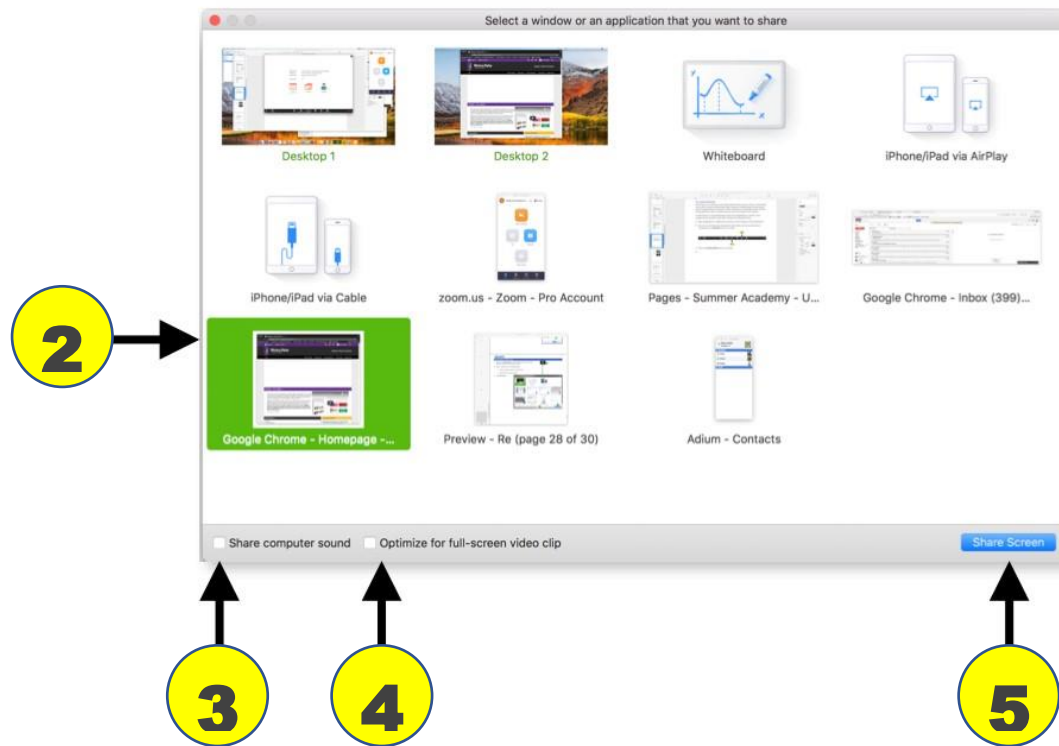 Select a window or an application that you want to share
Desktop 1
Desktop 2
Whiteboard
iPhone/iPad via AirPlay
iPhone/iPad via Cable
zoom.us - Zoom - Pro Account
Pages - Summer Academy - U...
Google Chrome - Inbox (399)...
2
Google Chrome - Homepage -...
Preview - Re (page 28 of 30)
Adium - Contacts
Share computer sound
Optimize for full-screen video clip
Share Screen
3
4
5